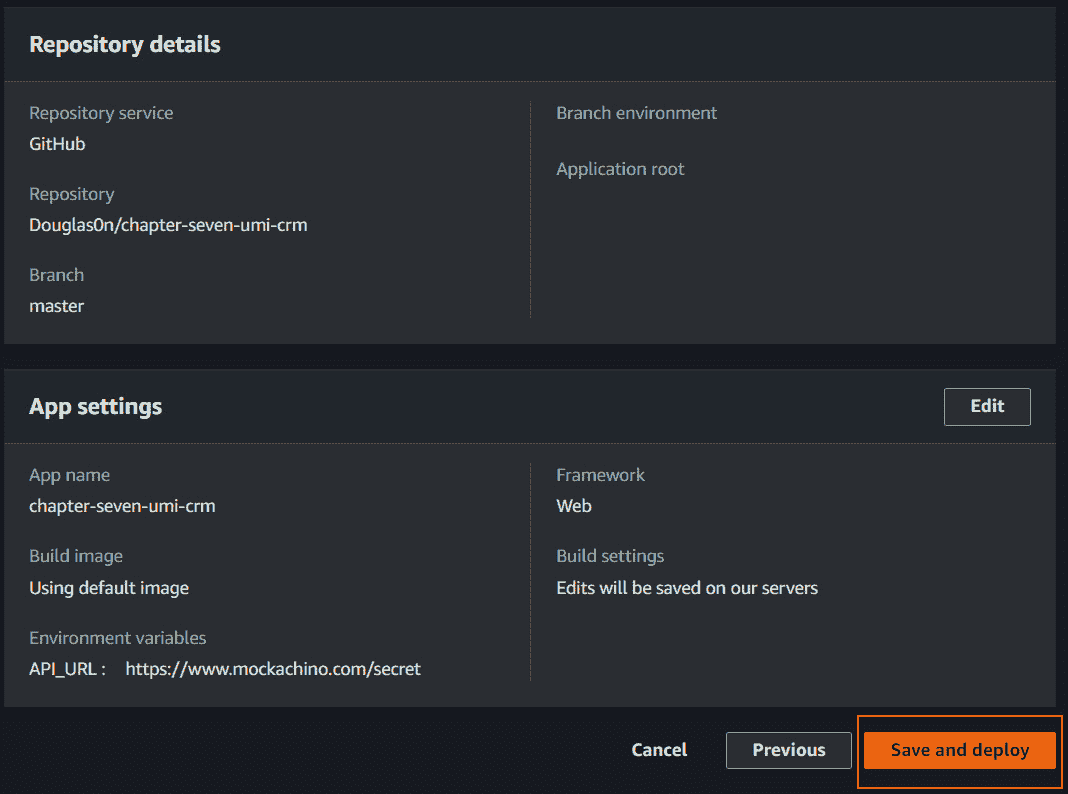 Repository details
Repository service
GitHub
Repository
Douglas0n/chapter-seven-umi-crm
Branch
master
Branch environment
Application root
App settings
Edit
App name
chapter-seven-umi-crm
Build image
Using default image
Environment variables
API_URL : https://www.mockachino.com/secret
Framework
Web
Build settings
Edits will be saved on our servers
Cancel
Previous
Save and deploy